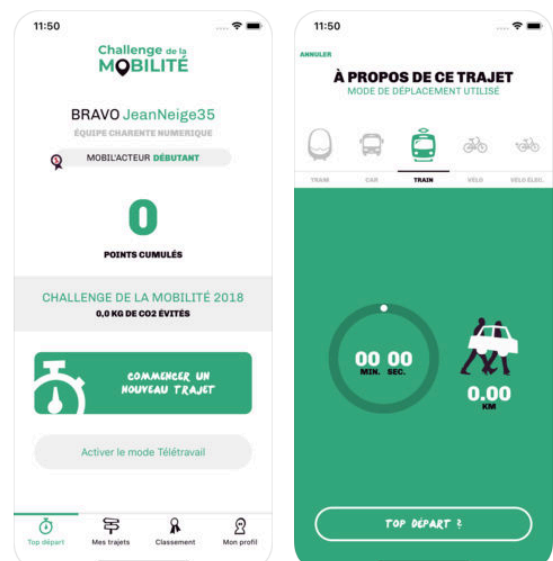 11:50
Challenge de la
MOBILITÉ
BRAVO JeanNeige35
ÉQUIPE CHARENTE NUMERIQUE
MOBIL'ACTEUR DÉBUTANT
0
POINTS CUMULÉS
CHALLENGE DE LA MOBILITÉ 2018
0,0 KG DE CO2 ÉVITÉS
COMMENCER UN
NOUVEAU TRAJET
Activer le mode Télétravail
Top départ Mes trajets Classement Mon profil
11:50
ANNULER
À PROPOS DE CE TRAJET
MODE DE DÉPLACEMENT UTILISÉ
TRAM CAR TRAIN VELO VELO ÉLEC.
00 00
MIN. SEC.
0.00
KM
TOP DÉPART ?